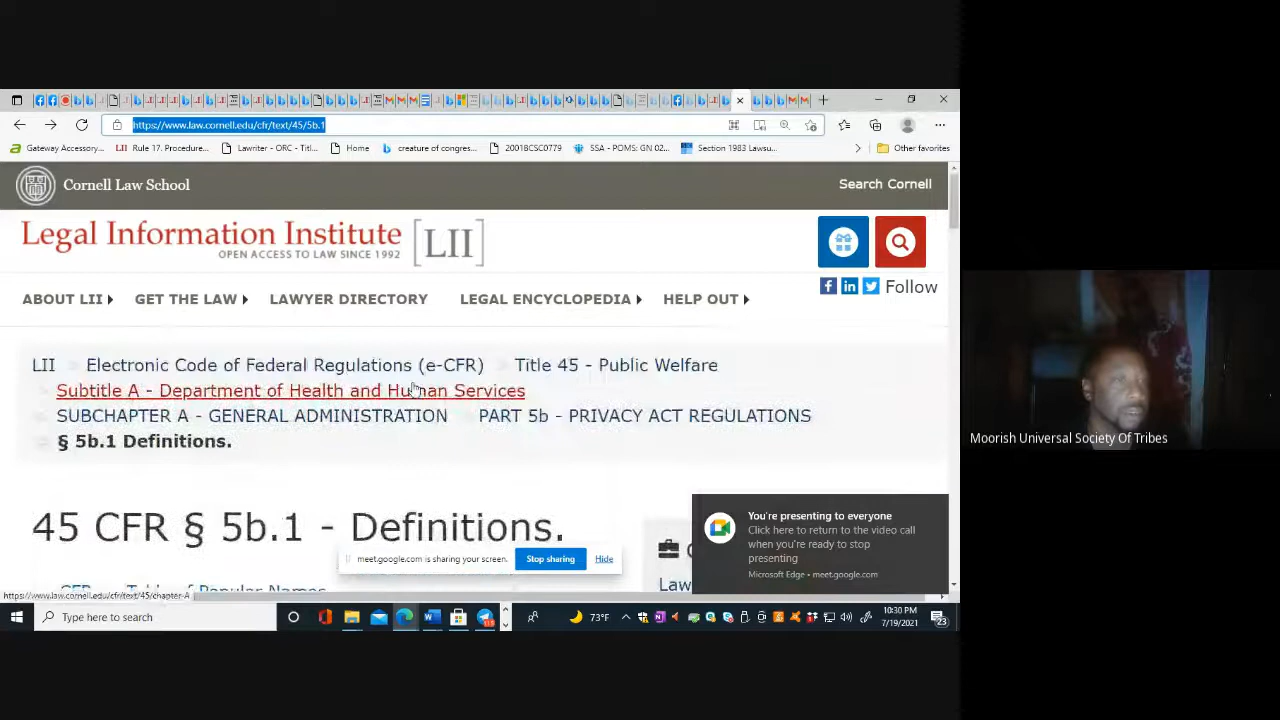 https://www.law.cornell.edu/cfr/text/45/5b.1
Gateway Accessory... Rule 17. Procedure... Lawriter - ORC - Titl... Home creature of congres... 20018CSC0779 SSA - POMS: GN 02... Section 1983 Lawsu... Other favorites
Cornell Law School Search Cornell
Legal Information Institute [LII]
OPEN ACCESS TO LAW SINCE 1992
ABOUT LII GET THE LAW LAWYER DIRECTORY LEGAL ENCYCLOPEDIA HELP OUT Follow
LII Electronic Code of Federal Regulations (e-CFR) Title 45 - Public Welfare
Subtitle A - Department of Health and Human Services
SUBCHAPTER A - GENERAL ADMINISTRATION PART 5b - PRIVACY ACT REGULATIONS
§ 5b.1 Definitions.
Moorish Universal Society Of Tribes
45 CFR § 5b.1 - Definitions.
You're presenting to everyone
Click here to return to the video call
when you're ready to stop
presenting
Microsoft Edge • meet.google.com
meet.google.com is sharing your screen. Stop sharing Hide
CFR Table of Popular Names
Law
https://www.law.cornell.edu/cfr/text/45/chapter-A
Type here to search 73°F 10:30 PM
7/19/2021 23